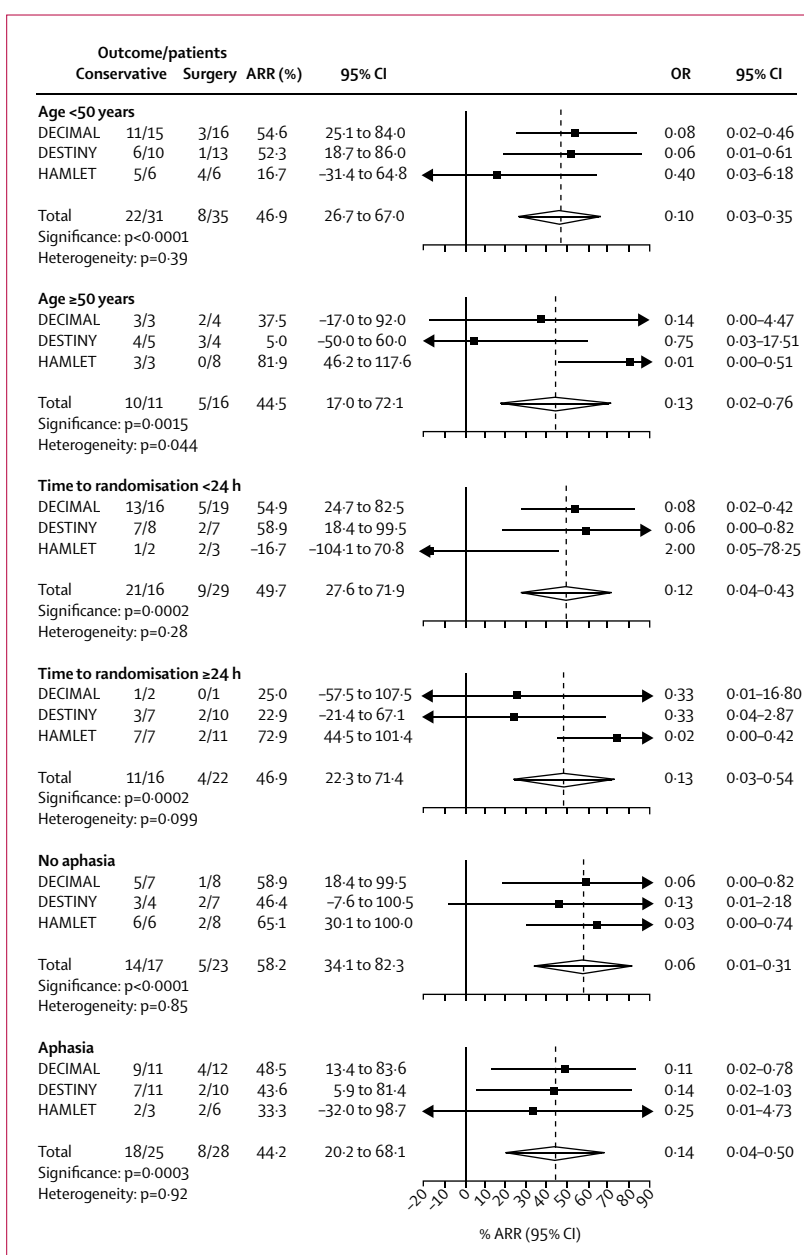 Outcome/patients
Conservative Surgery ARR (%) 95% CI OR 95% CI
Age <50 years
DECIMAL 11/15 3/16 54·6 25·1 to 84·0 0·08 0·02–0·46
DESTINY 6/10 1/13 52·3 18·7 to 86·0 0·06 0·01–0·61
HAMLET 5/6 4/6 16·7 –31·4 to 64·8 0·40 0·03–6·18
Total 22/31 8/35 46·9 26·7 to 67·0 0·10 0·03–0·35
Significance: p<0·0001
Heterogeneity: p=0·39
Age ≥50 years
DECIMAL 3/3 2/4 37·5 –17·0 to 92·0 0·14 0·00–4·47
DESTINY 4/5 3/4 5·0 –50·0 to 60·0 0·75 0·03–17·51
HAMLET 3/3 0/8 81·9 46·2 to 117·6 0·01 0·00–0·51
Total 10/11 5/16 44·5 17·0 to 72·1 0·13 0·02–0·76
Significance: p=0·0015
Heterogeneity: p=0·044
Time to randomisation <24 h
DECIMAL 13/16 5/19 54·9 24·7 to 82·5 0·08 0·02–0·42
DESTINY 7/8 2/7 58·9 18·4 to 99·5 0·06 0·00–0·82
HAMLET 1/2 2/3 –16·7 –104·1 to 70·8 2·00 0·05–78·25
Total 21/16 9/29 49·7 27·6 to 71·9 0·12 0·04–0·43
Significance: p=0·0002
Heterogeneity: p=0·28
Time to randomisation ≥24 h
DECIMAL 1/2 0/1 25·0 –57·5 to 107·5 0·33 0·01–16·80
DESTINY 3/7 2/10 22·9 –21·4 to 67·1 0·33 0·04–2·87
HAMLET 7/7 2/11 72·9 44·5 to 101·4 0·02 0·00–0·42
Total 11/16 4/22 46·9 22·3 to 71·4 0·13 0·03–0·54
Significance: p=0·0002
Heterogeneity: p=0·099
No aphasia
DECIMAL 5/7 1/8 58·9 18·4 to 99·5 0·06 0·00–0·82
DESTINY 3/4 2/7 46·4 –7·6 to 100·5 0·13 0·01–2·18
HAMLET 6/6 2/8 65·1 30·1 to 100·0 0·03 0·00–0·74
Total 14/17 5/23 58·2 34·1 to 82·3 0·06 0·01–0·31
Significance: p<0·0001
Heterogeneity: p=0·85
Aphasia
DECIMAL 9/11 4/12 48·5 13·4 to 83·6 0·11 0·02–0·78
DESTINY 7/11 2/10 43·6 5·9 to 81·4 0·14 0·02–1·03
HAMLET 2/3 2/6 33·3 –32·0 to 98·7 0·25 0·01–4·73
Total 18/25 8/28 44·2 20·2 to 68·1 0·14 0·04–0·50
Significance: p=0·0003
Heterogeneity: p=0·92
–20 –10 0 10 20 30 40 50 60 70 80 90
% ARR (95% CI)